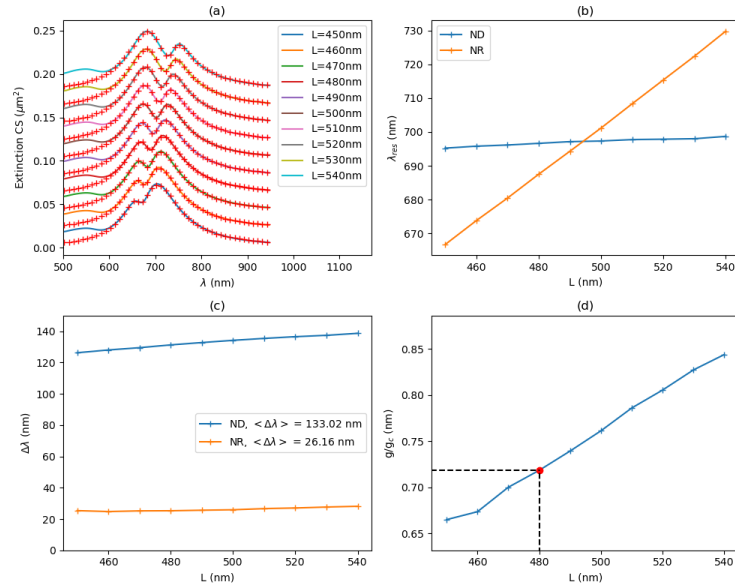 (a)
Extinction CS (μm²)
0.25
0.20
0.15
0.10
0.05
0.00
500
600
700
800
900
1000
1100
λ (nm)
L=450nm
L=460nm
L=470nm
L=480nm
L=490nm
L=500nm
L=510nm
L=520nm
L=530nm
L=540nm
(b)
λres (nm)
730
720
710
700
690
680
670
460
480
500
520
540
L (nm)
ND
NR
(c)
Δλ (nm)
140
120
100
80
60
40
20
0
460
480
500
520
540
L (nm)
ND, <Δλ> = 133.02 nm
NR, <Δλ> = 26.16 nm
(d)
g/gc (nm)
0.85
0.80
0.75
0.70
0.65
460
480
500
520
540
L (nm)